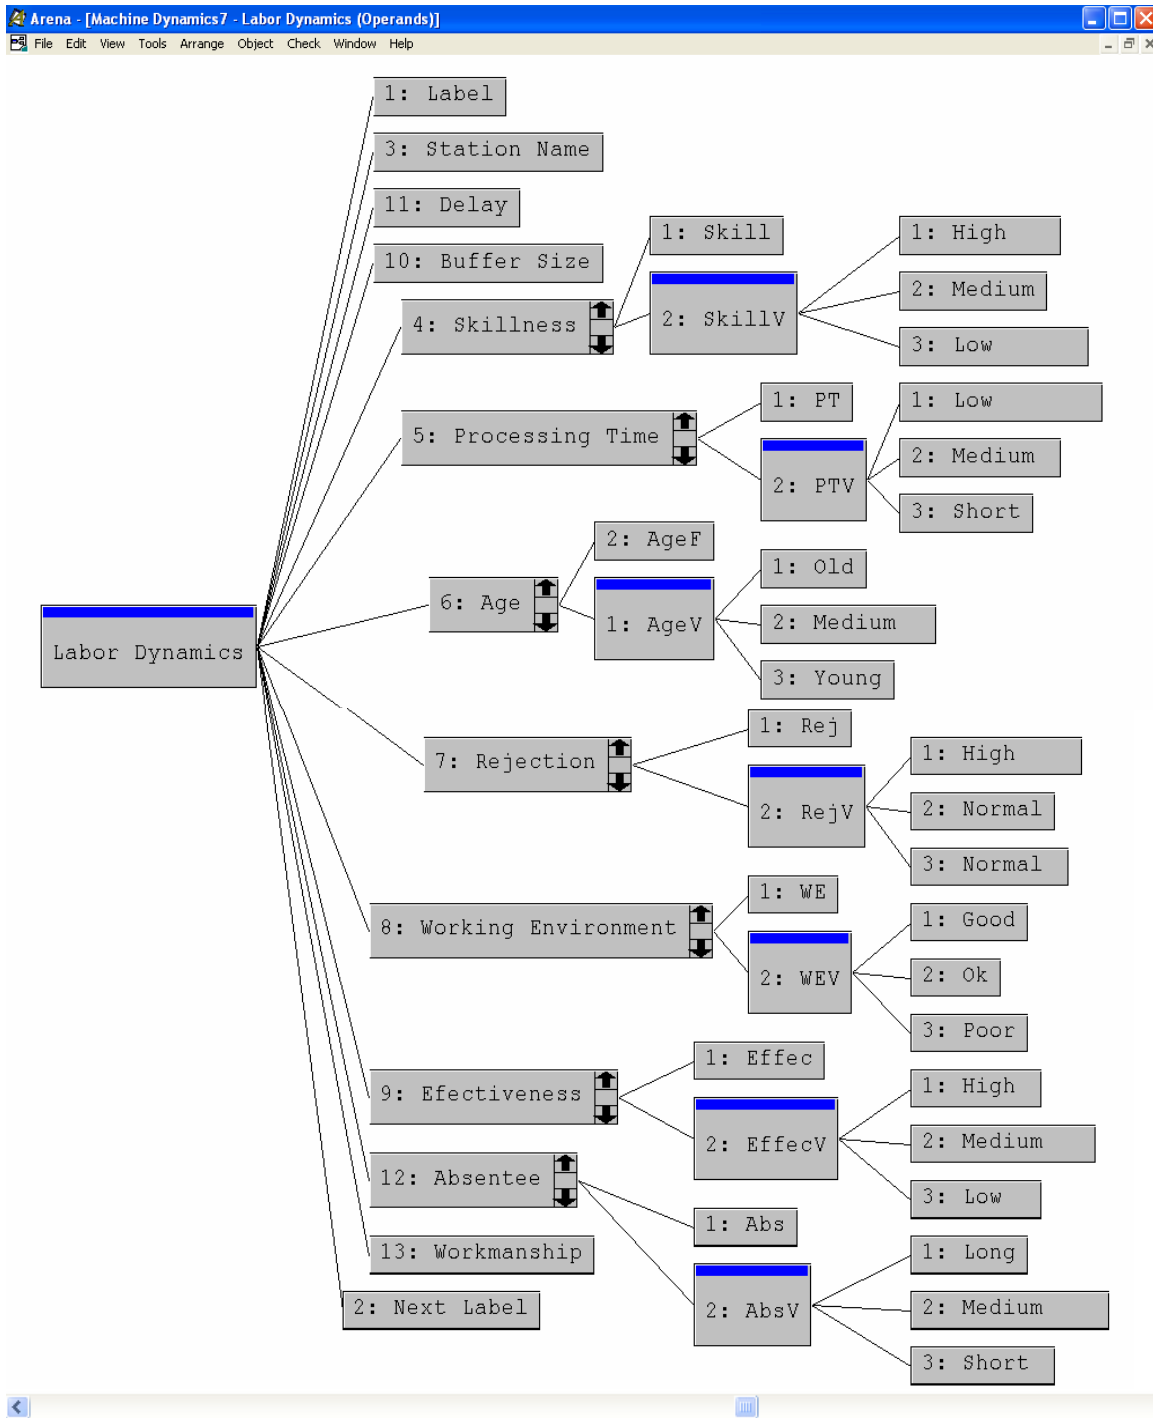 Arena - [Machine Dynamics7 - Labor Dynamics (Operands)]
File Edit View Tools Arrange Object Check Window Help
1: Label
3: Station Name
11: Delay
10: Buffer Size
4: Skillness
1: Skill
2: SkillV
1: High
2: Medium
3: Low
5: Processing Time
1: PT
2: PTV
1: Low
2: Medium
3: Short
Labor Dynamics
6: Age
2: AgeF
1: AgeV
1: Old
2: Medium
3: Young
7: Rejection
1: Rej
2: RejV
1: High
2: Normal
3: Normal
8: Working Environment
1: WE
2: WEV
1: Good
2: Ok
3: Poor
9: Efectiveness
1: Effec
2: EffecV
1: High
2: Medium
3: Low
12: Absentee
1: Abs
2: AbsV
1: Long
2: Medium
3: Short
13: Workmanship
2: Next Label